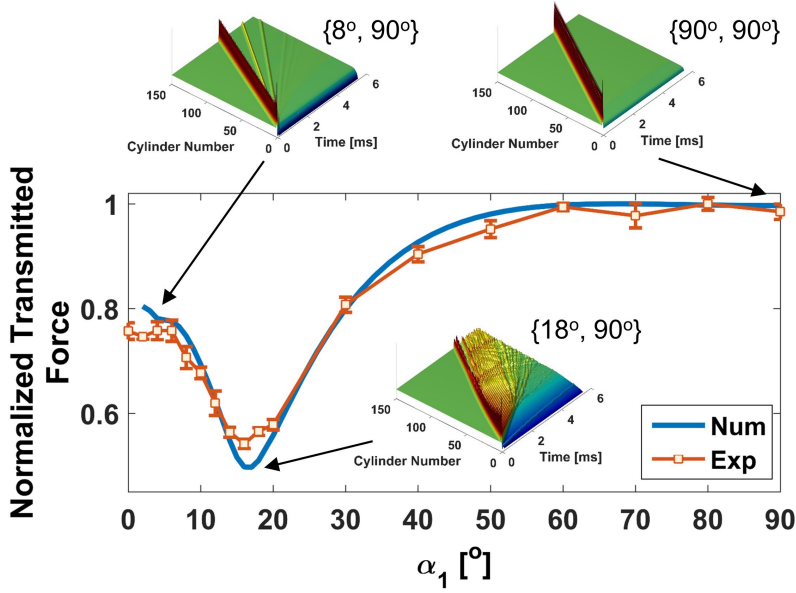 {8°, 90°}
{90°, 90°}
150
100
50
0
Cylinder Number
0
2
4
6
Time [ms]
150
100
50
0
Cylinder Number
0
2
4
6
Time [ms]
Normalized Transmitted
Force
1
0.8
0.6
{18°, 90°}
150
100
50
0
Cylinder Number
0
2
4
6
Time [ms]
Num
Exp
0 10 20 30 40 50 60 70 80 90
α₁ [°]